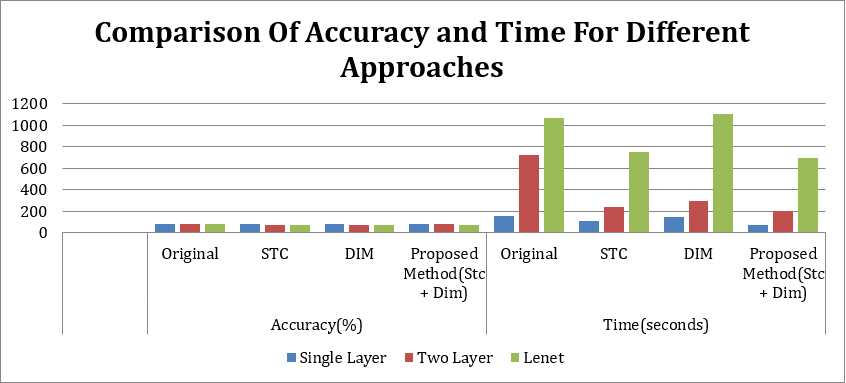 Comparison Of Accuracy and Time For Different
Approaches
1200
1000
800
600
400
200
0
Original
STC
DIM
Proposed
Method(Stc
+ Dim)
Original
STC
DIM
Proposed
Method(Stc
+ Dim)
Accuracy(%)
Time(seconds)
Single Layer
Two Layer
Lenet